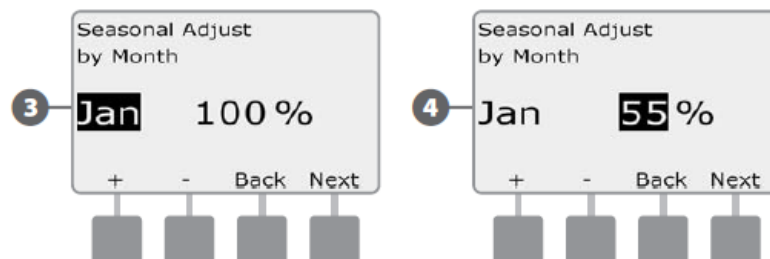 Seasonal Adjust
by Month
3
Jan 100 %
+ - Back Next
Seasonal Adjust
by Month
4
Jan 55 %
+ - Back Next